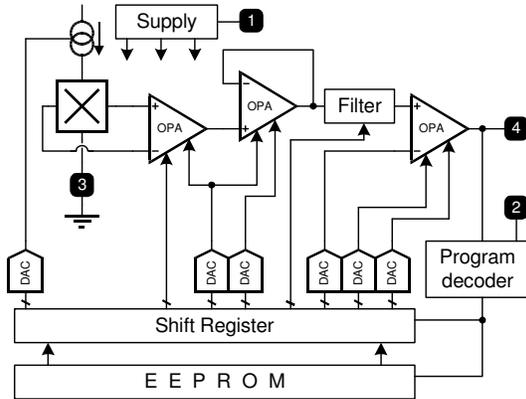 Supply
1
+
−
OPA
−
+
OPA
Filter
+
−
OPA
4
3
2
DAC
DAC
DAC
DAC
DAC
DAC
Program
decoder
Shift Register
E E P R O M